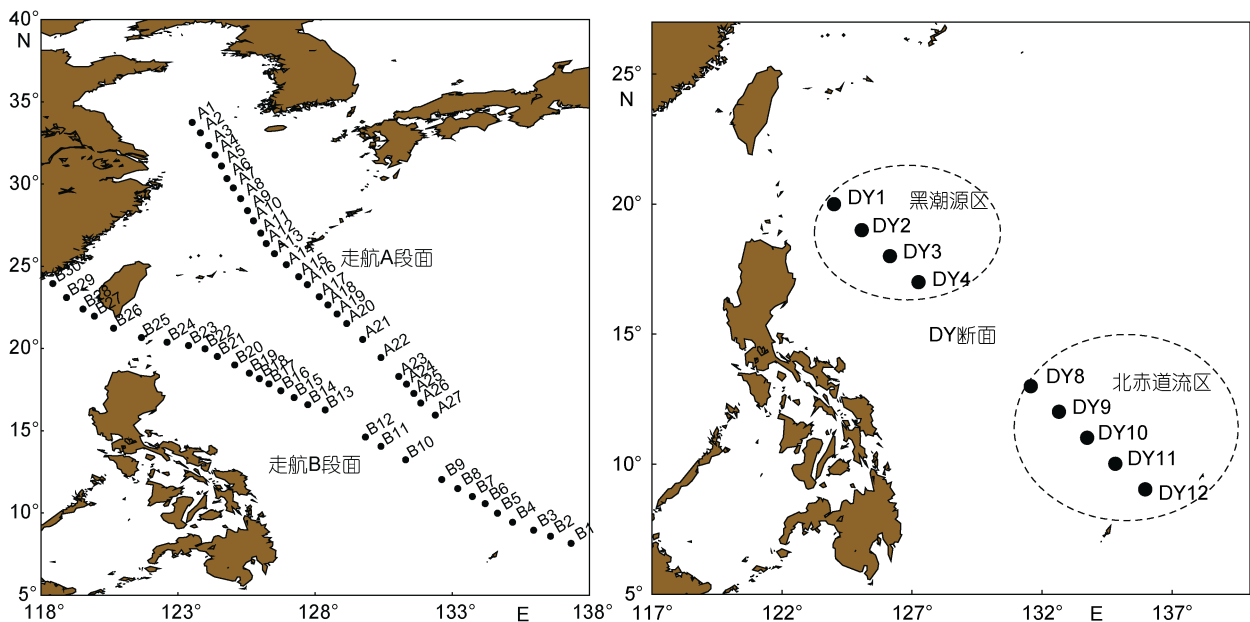 40°
N
35°
30°
25°
20°
15°
10°
5°
118
123
128
133
138°
E
A1
A2
A3
A4
A5
A6
A7
A8
A9
A10
A11
A12
A13
A14
A15
A16
A17
A18
A19
A20
A21
A22
A23
A24
A25
A26
A27
走航A段面
B30
B29
B28
B27
B26
B25
B24
B23
B22
B21
B20
B19
B18
B17
B16
B15
B14
B13
B12
B11
B10
B9
B8
B7
B6
B5
B4
B3
B2
B1
走航B段面
25°
N
20°
15°
10°
5°
117
122
127°
132
E
137°
DY1
黑潮源区
DY2
DY3
DY4
DY断面
DY8
北赤道流区
DY9
DY10
DY11
DY12